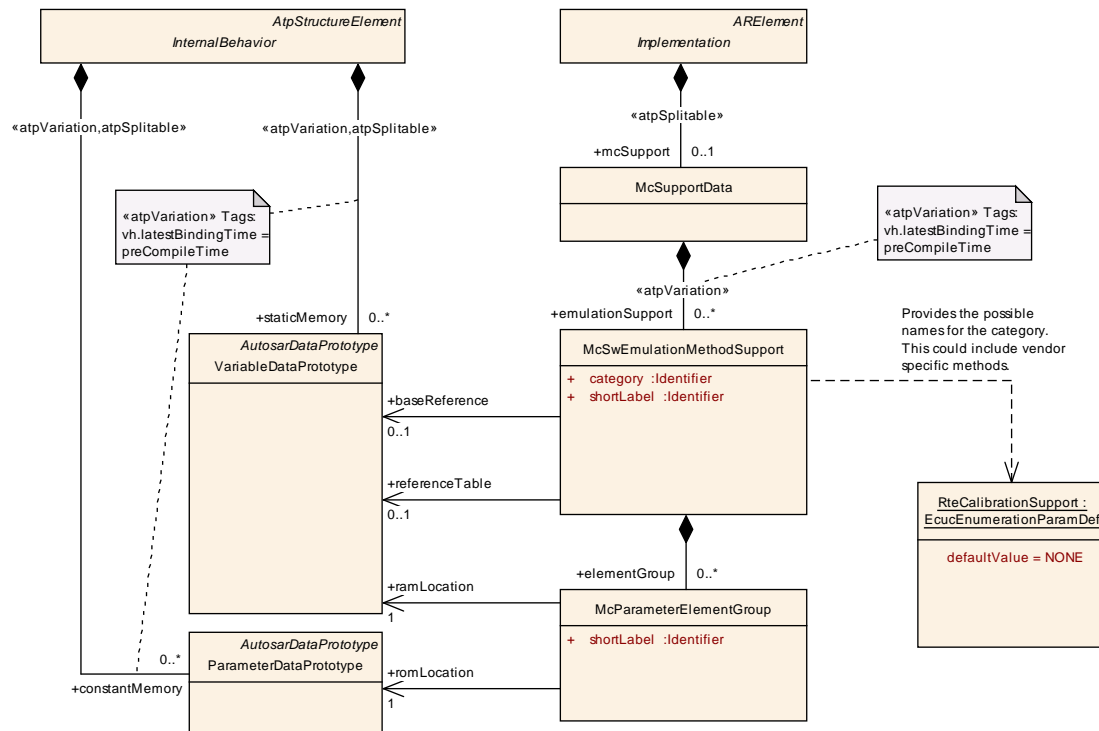 AtpStructureElement
InternalBehavior
ARElement
Implementation
«atpVariation,atpSplitable»
«atpVariation,atpSplitable»
«atpSplitable»
+mcSupport
0..1
McSupportData
«atpVariation» Tags:
vh.latestBindingTime =
preCompileTime
«atpVariation» Tags:
vh.latestBindingTime =
preCompileTime
«atpVariation»
+staticMemory
0..*
+emulationSupport
0..*
Provides the possible
names for the category.
This could include vendor
specific methods.
AutosarDataPrototype
VariableDataPrototype
McSwEmulationMethodSupport
+ category :Identifier
+ shortLabel :Identifier
+baseReference
0..1
+referenceTable
0..1
RteCalibrationSupport :
EcucEnumerationParamDef
defaultValue = NONE
+elementGroup
0..*
+ramLocation
1
McParameterElementGroup
+ shortLabel :Identifier
AutosarDataPrototype
ParameterDataPrototype
0..*
+constantMemory
+romLocation
1